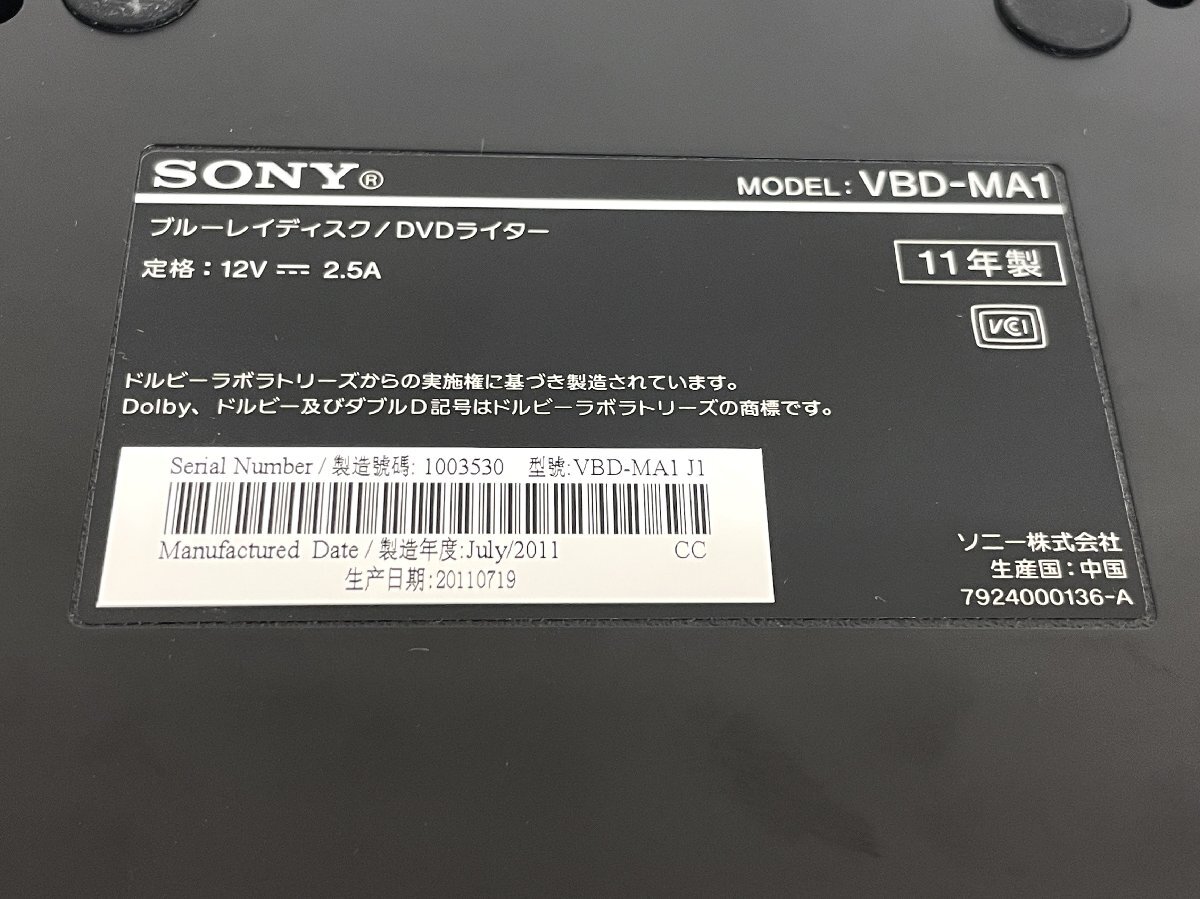 SONY®
MODEL: VBD-MA1
ブルーレイディスク/DVDライター
定格：12V ⎓ 2.5A
11年製
VCCI
ドルビーラボラトリーズからの実施権に基づき製造されています。
Dolby、ドルビー及びダブルD記号はドルビーラボラトリーズの商標です。
Serial Number / 製造號碼: 1003530 型號:VBD-MA1 J1
Manufactured Date / 製造年度:July/2011 CC
生产日期:20110719
ソニー株式会社
生産国：中国
7924000136-A